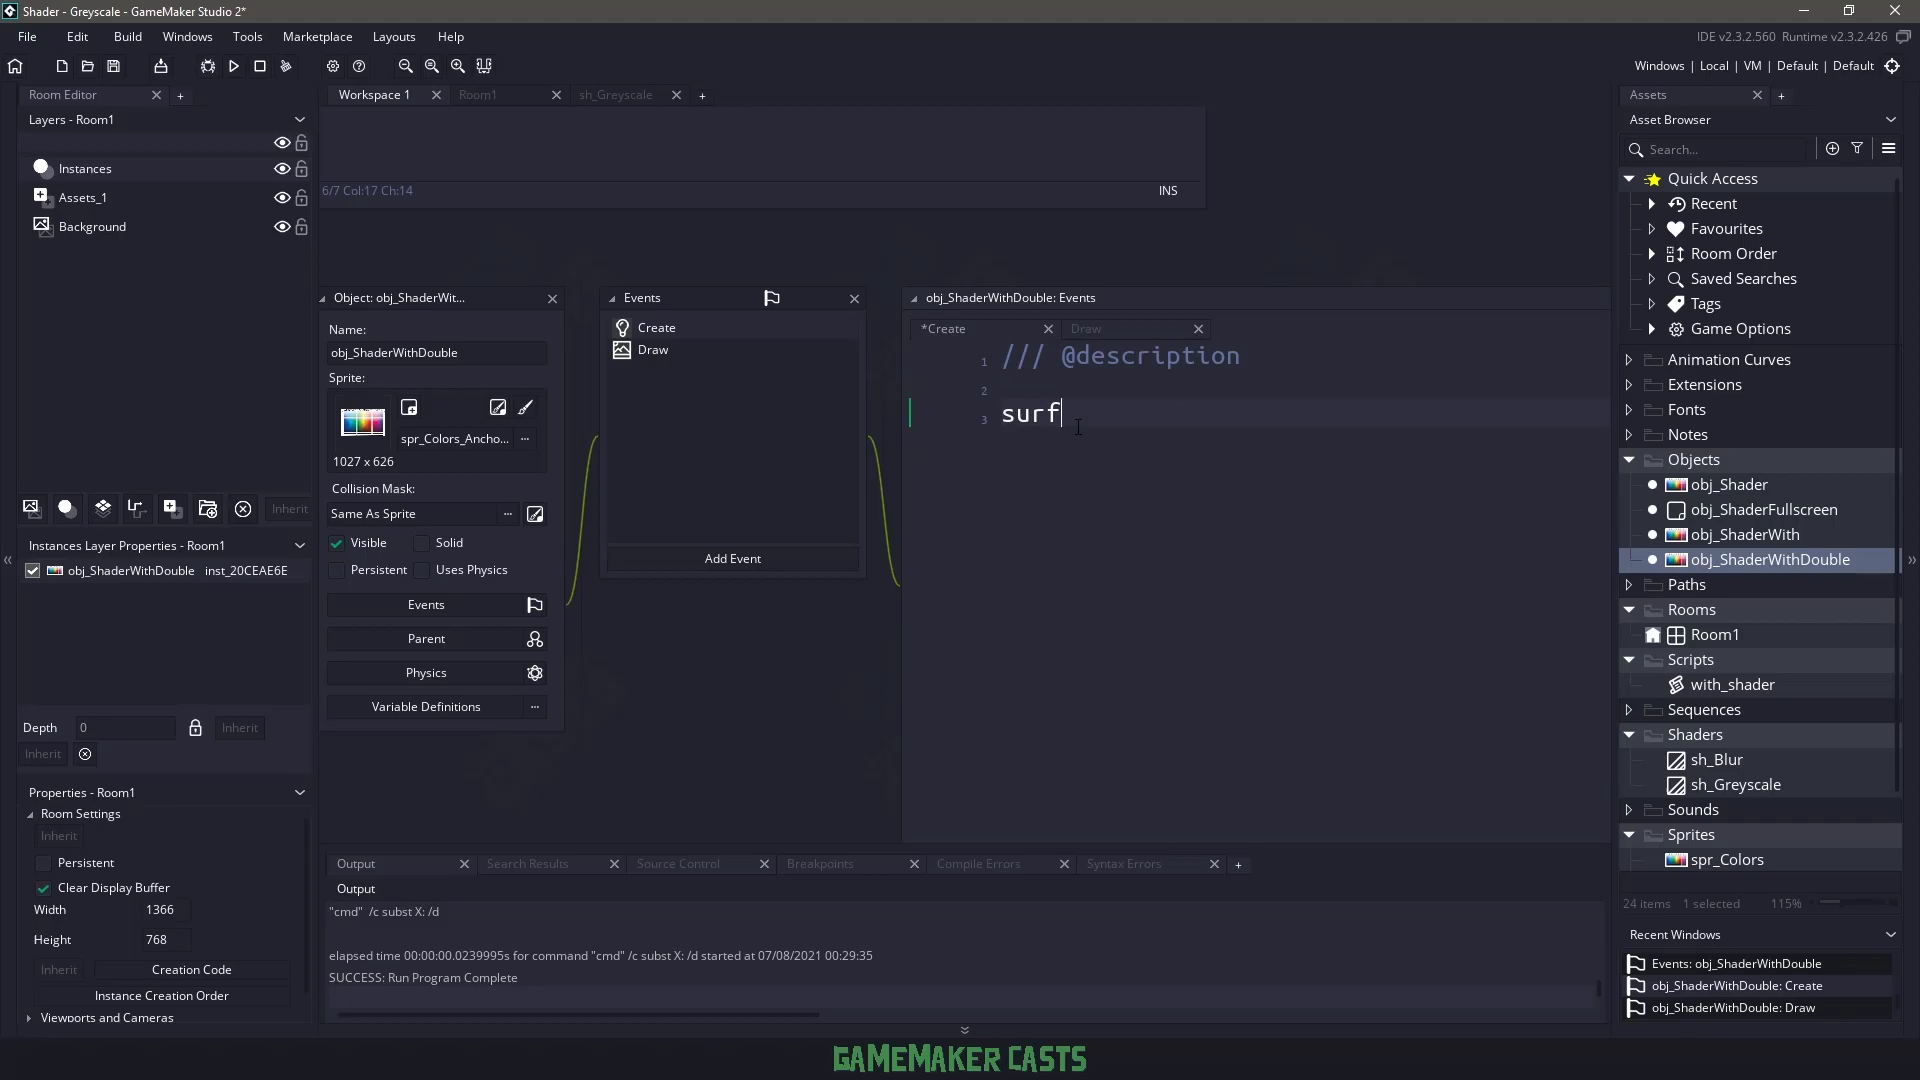 Shader - Greyscale - GameMaker Studio 2*
File Edit Build Windows Tools Marketplace Layouts Help
IDE v2.3.2.560 Runtime v2.3.2.426
Windows | Local | VM | Default | Default
Room Editor
Layers - Room1
Instances
Assets_1
Background
Inherit
Instances Layer Properties - Room1
obj_ShaderWithDouble inst_20CEAE6E
Depth 0 Inherit
Inherit
Properties - Room1
Room Settings
Inherit
Persistent
Clear Display Buffer
Width 1366
Height 768
Inherit Creation Code
Instance Creation Order
Viewports and Cameras
Workspace 1 Room1 sh_Greyscale
6/7 Col:17 Ch:14 INS
Object: obj_ShaderWit...
Name:
obj_ShaderWithDouble
Sprite:
spr_Colors_Ancho... ...
1027 x 626
Collision Mask:
Same As Sprite ...
Visible Solid
Persistent Uses Physics
Events
Parent
Physics
Variable Definitions ...
Events
Create
Draw
Add Event
obj_ShaderWithDouble: Events
*Create Draw
1 /// @description
2
3 surf
Output Search Results Source Control Breakpoints Compile Errors Syntax Errors
Output
"cmd" /c subst X: /d
elapsed time 00:00:00.0239995s for command "cmd" /c subst X: /d started at 07/08/2021 00:29:35
SUCCESS: Run Program Complete
Assets
Asset Browser
Search...
Quick Access
Recent
Favourites
Room Order
Saved Searches
Tags
Game Options
Animation Curves
Extensions
Fonts
Notes
Objects
obj_Shader
obj_ShaderFullscreen
obj_ShaderWith
obj_ShaderWithDouble
Paths
Rooms
Room1
Scripts
with_shader
Sequences
Shaders
sh_Blur
sh_Greyscale
Sounds
Sprites
spr_Colors
24 items 1 selected 115%
Recent Windows
Events: obj_ShaderWithDouble
obj_ShaderWithDouble: Create
obj_ShaderWithDouble: Draw
GAMEMAKER CASTS